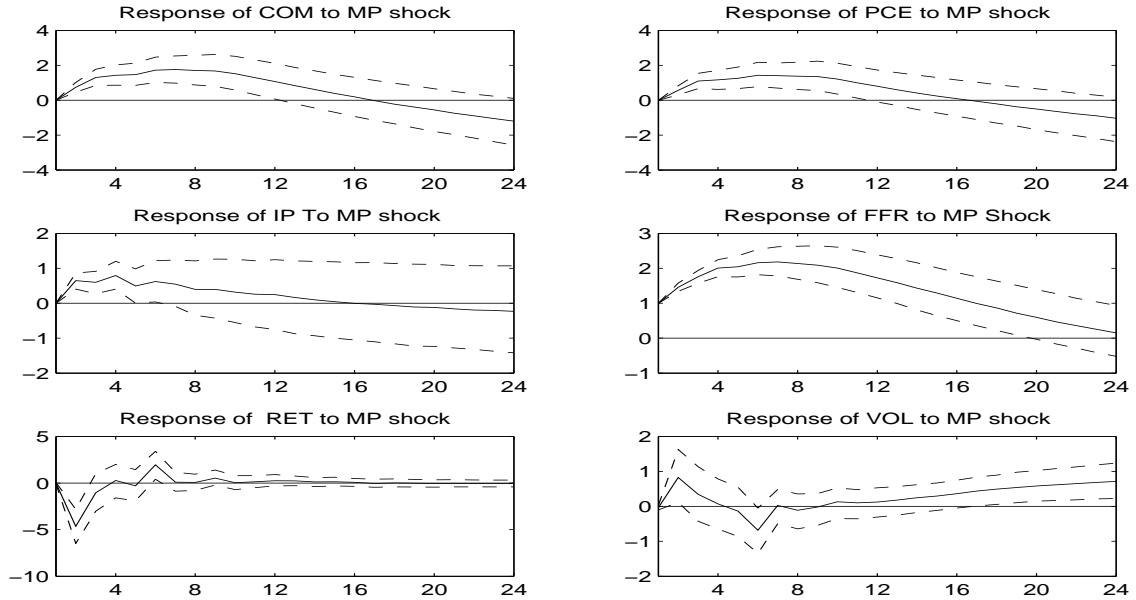 Response of COM to MP shock
4
2
0
−2
−4
4 8 12 16 20 24
Response of PCE to MP shock
4
2
0
−2
−4
4 8 12 16 20 24
Response of IP To MP shock
2
1
0
−1
−2
4 8 12 16 20 24
Response of FFR to MP Shock
3
2
1
0
−1
4 8 12 16 20 24
Response of RET to MP shock
5
0
−5
−10
4 8 12 16 20 24
Response of VOL to MP shock
2
1
0
−1
−2
4 8 12 16 20 24